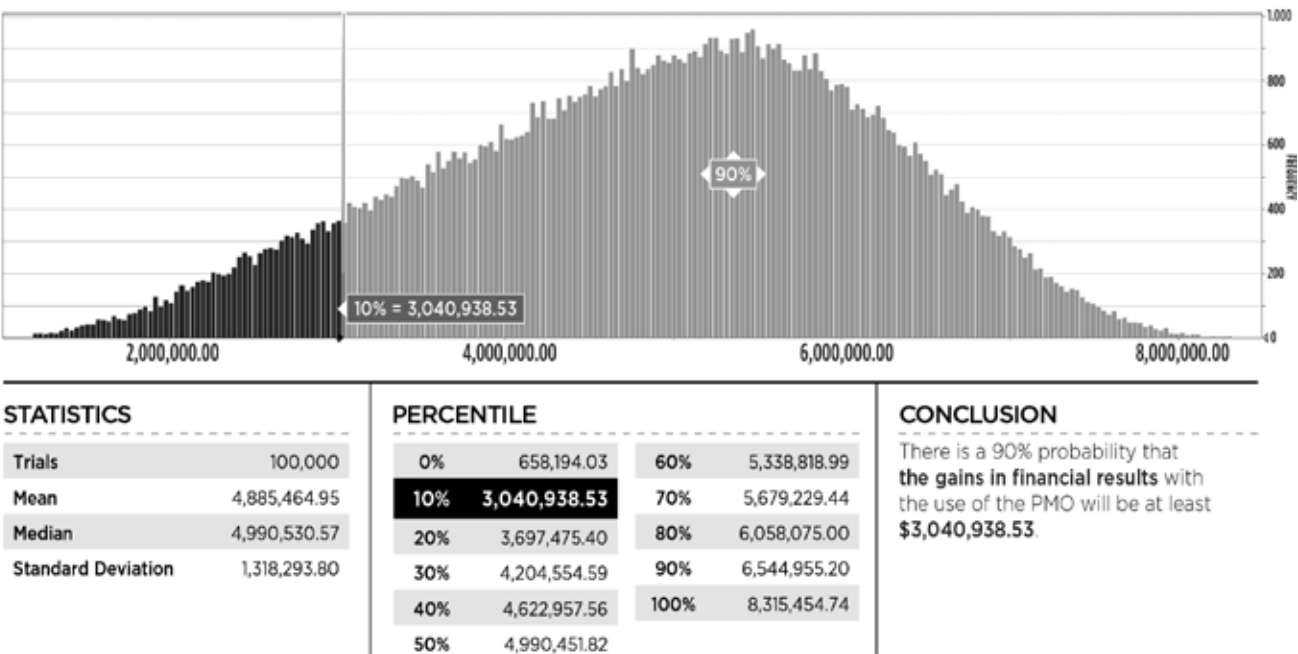 1.000
800
600
400
200
0
FREQUENCY
90%
10% = 3,040,938.53
2,000,000.00
4,000,000.00
6,000,000.00
8,000,000.00
STATISTICS
Trials 100,000
Mean 4,885,464.95
Median 4,990,530.57
Standard Deviation 1,318,293.80
PERCENTILE
0% 658,194.03
10% 3,040,938.53
20% 3,697,475.40
30% 4,204,554.59
40% 4,622,957.56
50% 4,990,451.82
60% 5,338,818.99
70% 5,679,229.44
80% 6,058,075.00
90% 6,544,955.20
100% 8,315,454.74
CONCLUSION
There is a 90% probability that
the gains in financial results with
the use of the PMO will be at least
$3,040,938.53.